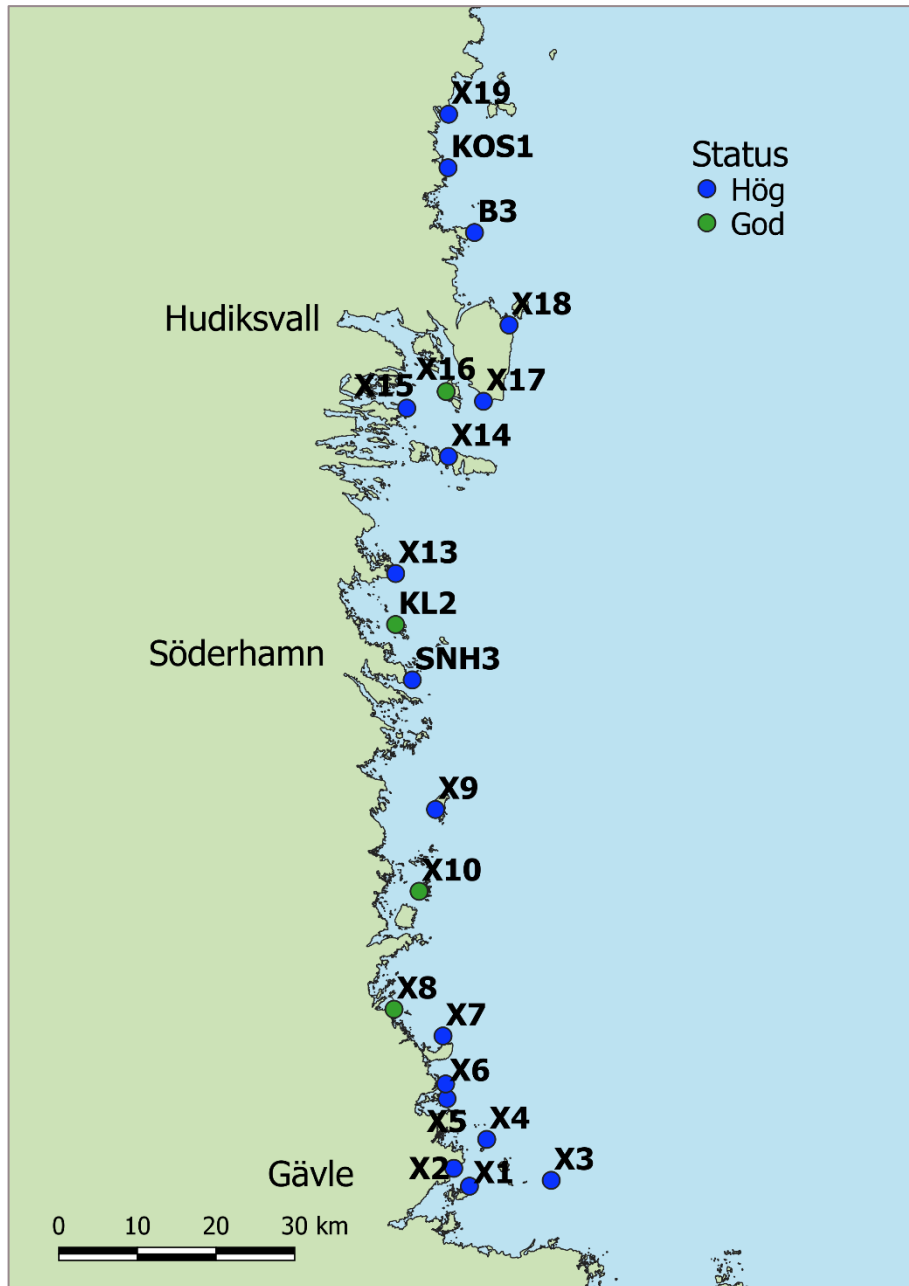 X19
KOS1
Status
Hög
B3
God
X18
Hudiksvall
X16
X15
X17
X14
X13
KL2
Söderhamn
SNH3
X9
X10
X8
X7
X6
X5
X4
X2
X1
X3
Gävle
0 10 20 30 km